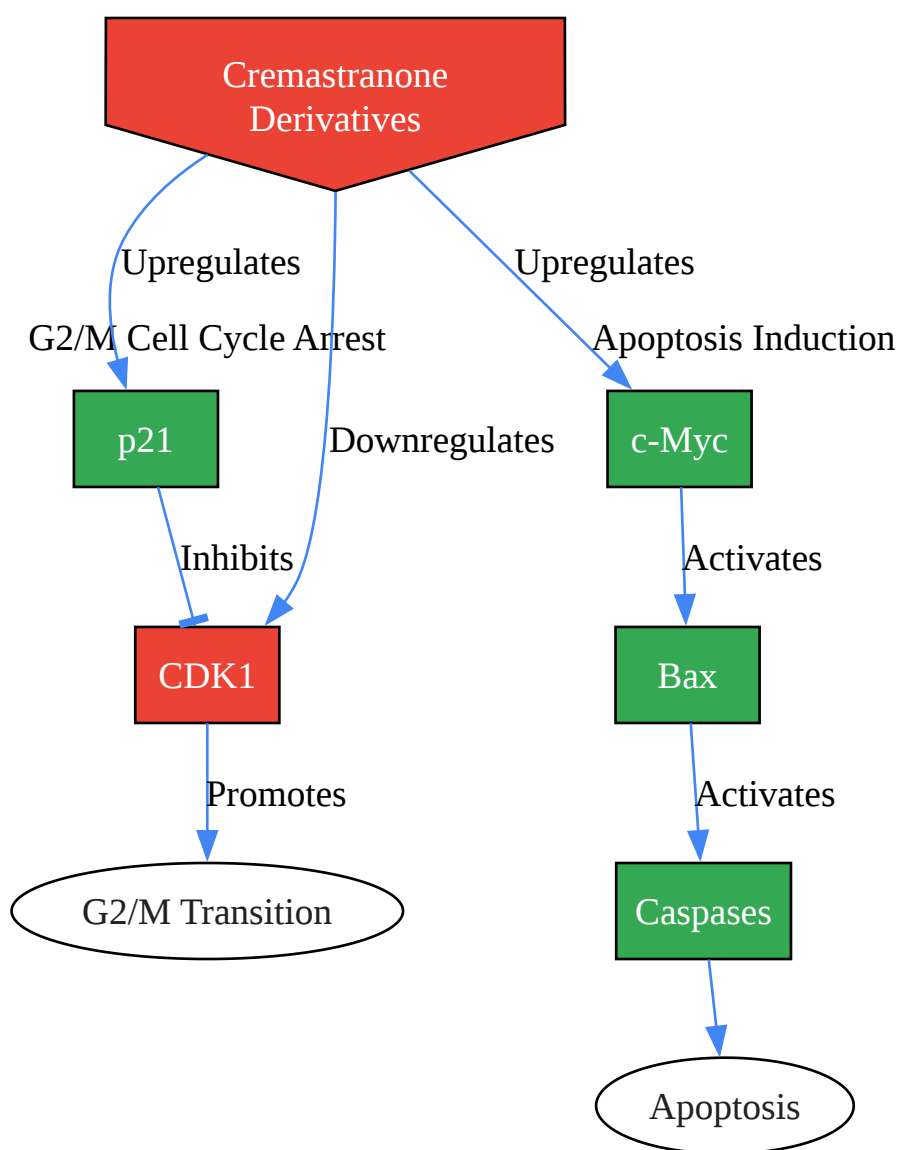 Cremastranone
Derivatives
Upregulates
Upregulates
G2/M Cell Cycle Arrest
Apoptosis Induction
p21
Downregulates
c-Myc
Inhibits
Activates
CDK1
Bax
Promotes
Activates
G2/M Transition
Caspases
Apoptosis